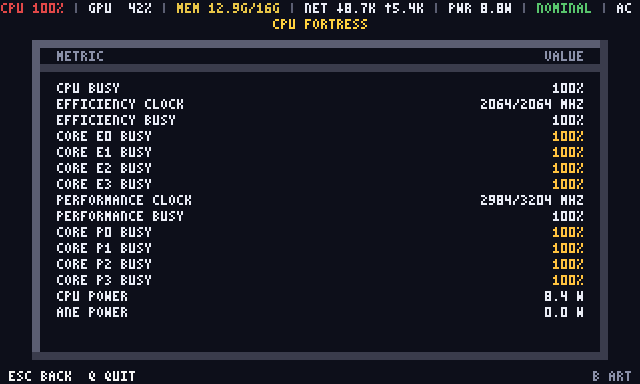 CPU 100% | GPU 42% | MEM 12.9G/16G | NET ↓8.7K ↑5.4K | PWR 8.8W | NOMINAL | AC
CPU FORTRESS
METRIC VALUE
CPU BUSY 100%
EFFICIENCY CLOCK 2064/2064 MHZ
EFFICIENCY BUSY 100%
CORE E0 BUSY 100%
CORE E1 BUSY 100%
CORE E2 BUSY 100%
CORE E3 BUSY 100%
PERFORMANCE CLOCK 2984/3204 MHZ
PERFORMANCE BUSY 100%
CORE P0 BUSY 100%
CORE P1 BUSY 100%
CORE P2 BUSY 100%
CORE P3 BUSY 100%
CPU POWER 8.4 W
ANE POWER 0.0 W
ESC BACK Q QUIT B ART